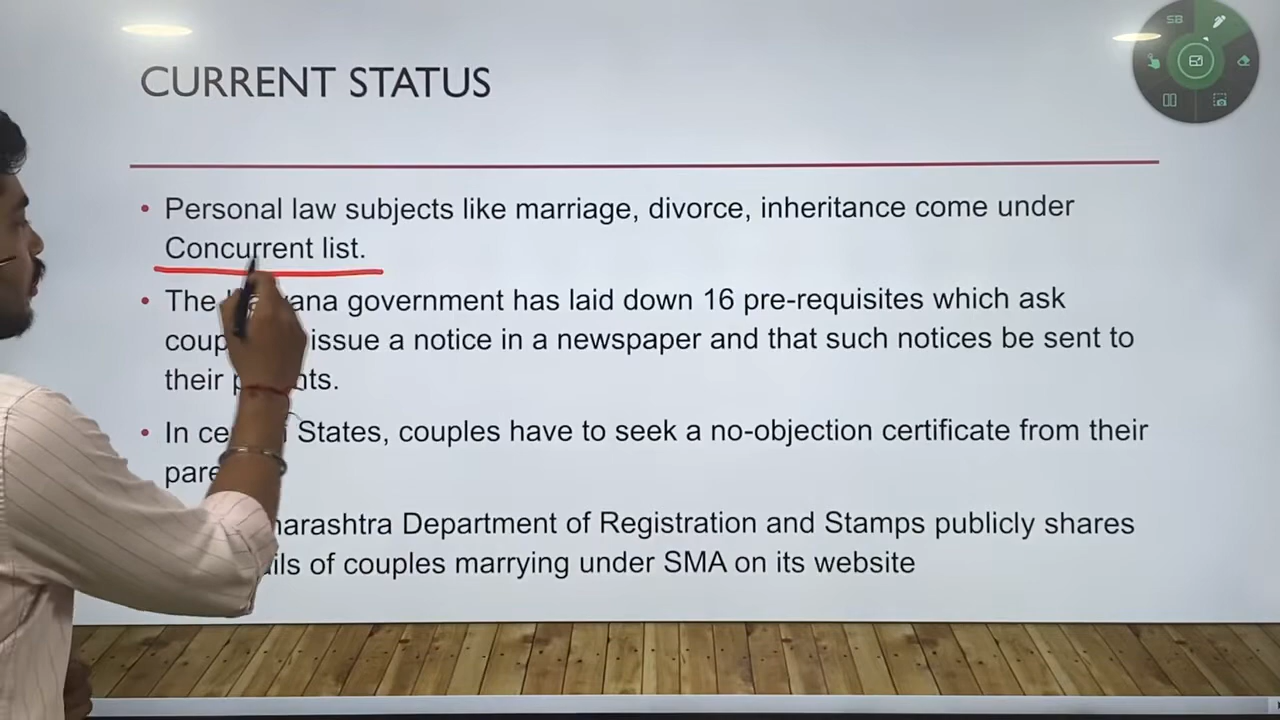 SB
CURRENT STATUS
• Personal law subjects like marriage, divorce, inheritance come under
Concurrent list.
• The government has laid down 16 pre-requisites which ask
issue a notice in a newspaper and that such notices be sent to
their
• In States, couples have to seek a no-objection certificate from their
Department of Registration and Stamps publicly shares
of couples marrying under SMA on its website